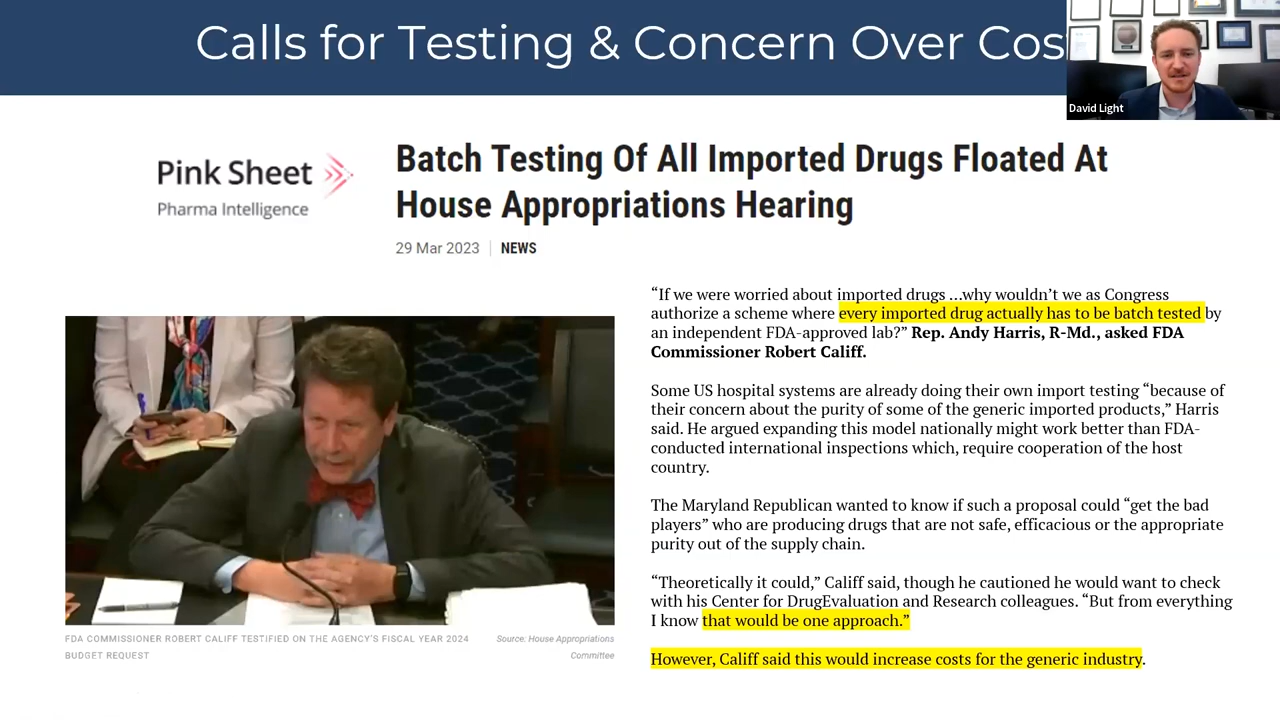 Calls for Testing & Concern Over Cos
David Light
Pink Sheet
Pharma Intelligence
Batch Testing Of All Imported Drugs Floated At
House Appropriations Hearing
29 Mar 2023 | NEWS
“If we were worried about imported drugs …why wouldn’t we as Congress
authorize a scheme where every imported drug actually has to be batch tested by
an independent FDA-approved lab?” Rep. Andy Harris, R-Md., asked FDA
Commissioner Robert Califf.
Some US hospital systems are already doing their own import testing “because of
their concern about the purity of some of the generic imported products,” Harris
said. He argued expanding this model nationally might work better than FDA-
conducted international inspections which, require cooperation of the host
country.
The Maryland Republican wanted to know if such a proposal could “get the bad
players” who are producing drugs that are not safe, efficacious or the appropriate
purity out of the supply chain.
“Theoretically it could,” Califf said, though he cautioned he would want to check
with his Center for DrugEvaluation and Research colleagues. “But from everything
I know that would be one approach.”
However, Califf said this would increase costs for the generic industry.
FDA COMMISSIONER ROBERT CALIFF TESTIFIED ON THE AGENCY’S FISCAL YEAR 2024
BUDGET REQUEST
Source: House Appropriations
Committee